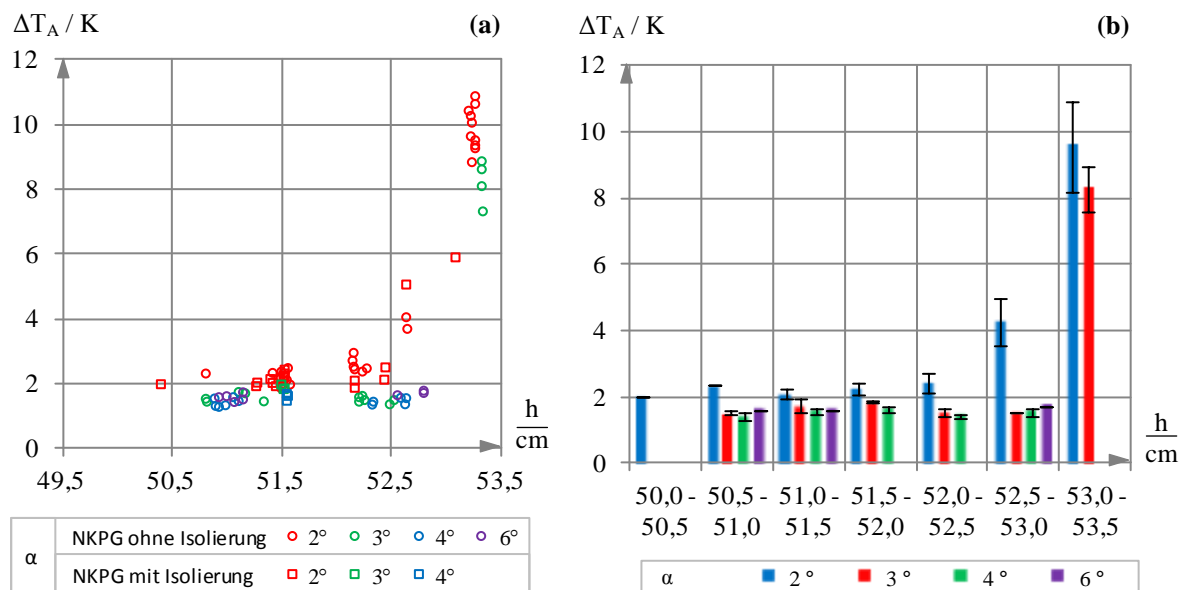 ΔT_A / K (a)
12
10
8
6
4
2
0
49,5 50,5 51,5 52,5 53,5
h
cm
α
NKPG ohne Isolierung 2° 3° 4° 6°
NKPG mit Isolierung 2° 3° 4°
ΔT_A / K (b)
12
10
8
6
4
2
0
h
cm
50,0 - 50,5 - 51,0 - 51,5 - 52,0 - 52,5 - 53,0 -
50,5 51,0 51,5 52,0 52,5 53,0 53,5
α 2 ° 3 ° 4 ° 6 °